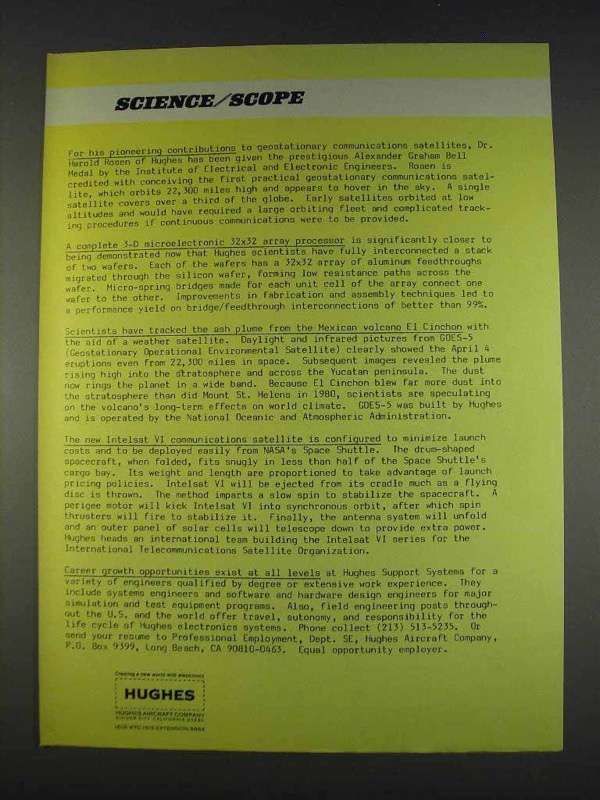 SCIENCE/SCOPE
For his pioneering contributions to geostationary communications satellites, Dr.
Harold Rosen of Hughes has been given the prestigious Alexander Graham Bell
Medal by the Institute of Electrical and Electronic Engineers. Rosen is
credited with conceiving the first practical geostationary communications satel-
lite, which orbits 22,300 miles high and appears to hover in the sky. A single
satellite covers over a third of the globe. Early satellites orbited at low
altitudes and would have required a large orbiting fleet and complicated track-
ing procedures if continuous communications were to be provided.
A complete 3-D microelectronic 32x32 array processor is significantly closer to
being demonstrated now that Hughes scientists have fully interconnected a stack
of two wafers. Each of the wafers has a 32x32 array of aluminum feedthroughs
migrated through the silicon wafer, forming low resistance paths across the
wafer. Micro-spring bridges made for each unit cell of the array connect one
wafer to the other. Improvements in fabrication and assembly techniques led to
a performance yield on bridge/feedthrough interconnections of better than 99%.
Scientists have tracked the ash plume from the Mexican volcano El Cinchon with
the aid of a weather satellite. Daylight and infrared pictures from GOES-5
(Geostationary Operational Environmental Satellite) clearly showed the April 4
eruptions even from 22,300 miles in space. Subsequent images revealed the plume
rising high into the stratosphere and across the Yucatan peninsula. The dust
now rings the planet in a wide band. Because El Cinchon blew far more dust into
the stratosphere than did Mount St. Helens in 1980, scientists are speculating
on the volcano's long-term effects on world climate. GOES-5 was built by Hughes
and is operated by the National Oceanic and Atmospheric Administration.
The new Intelsat VI communications satellite is configured to minimize launch
costs and to be deployed easily from NASA's Space Shuttle. The drum-shaped
spacecraft, when folded, fits snugly in less than half of the Space Shuttle's
cargo bay. Its weight and length are proportioned to take advantage of launch
pricing policies. Intelsat VI will be ejected from its cradle much as a flying
disc is thrown. The method imparts a slow spin to stabilize the spacecraft. A
perigee motor will kick Intelsat VI into synchronous orbit, after which spin
thrusters will fire to stabilize it. Finally, the antenna system will unfold
and an outer panel of solar cells will telescope down to provide extra power.
Hughes heads an international team building the Intelsat VI series for the
International Telecommunications Satellite Organization.
Career growth opportunities exist at all levels at Hughes Support Systems for a
variety of engineers qualified by degree or extensive work experience. They
include systems engineers and software and hardware design engineers for major
simulation and test equipment programs. Also, field engineering posts through-
out the U.S. and the world offer travel, autonomy, and responsibility for the
life cycle of Hughes electronics systems. Phone collect (213) 513-5235. Or
send your resume to Professional Employment, Dept. SE, Hughes Aircraft Company,
P.O. Box 9399, Long Beach, CA 90810-0463. Equal opportunity employer.
Creating a new world with electronics
HUGHES
HUGHES AIRCRAFT COMPANY
CULVER CITY, CALIFORNIA 90230